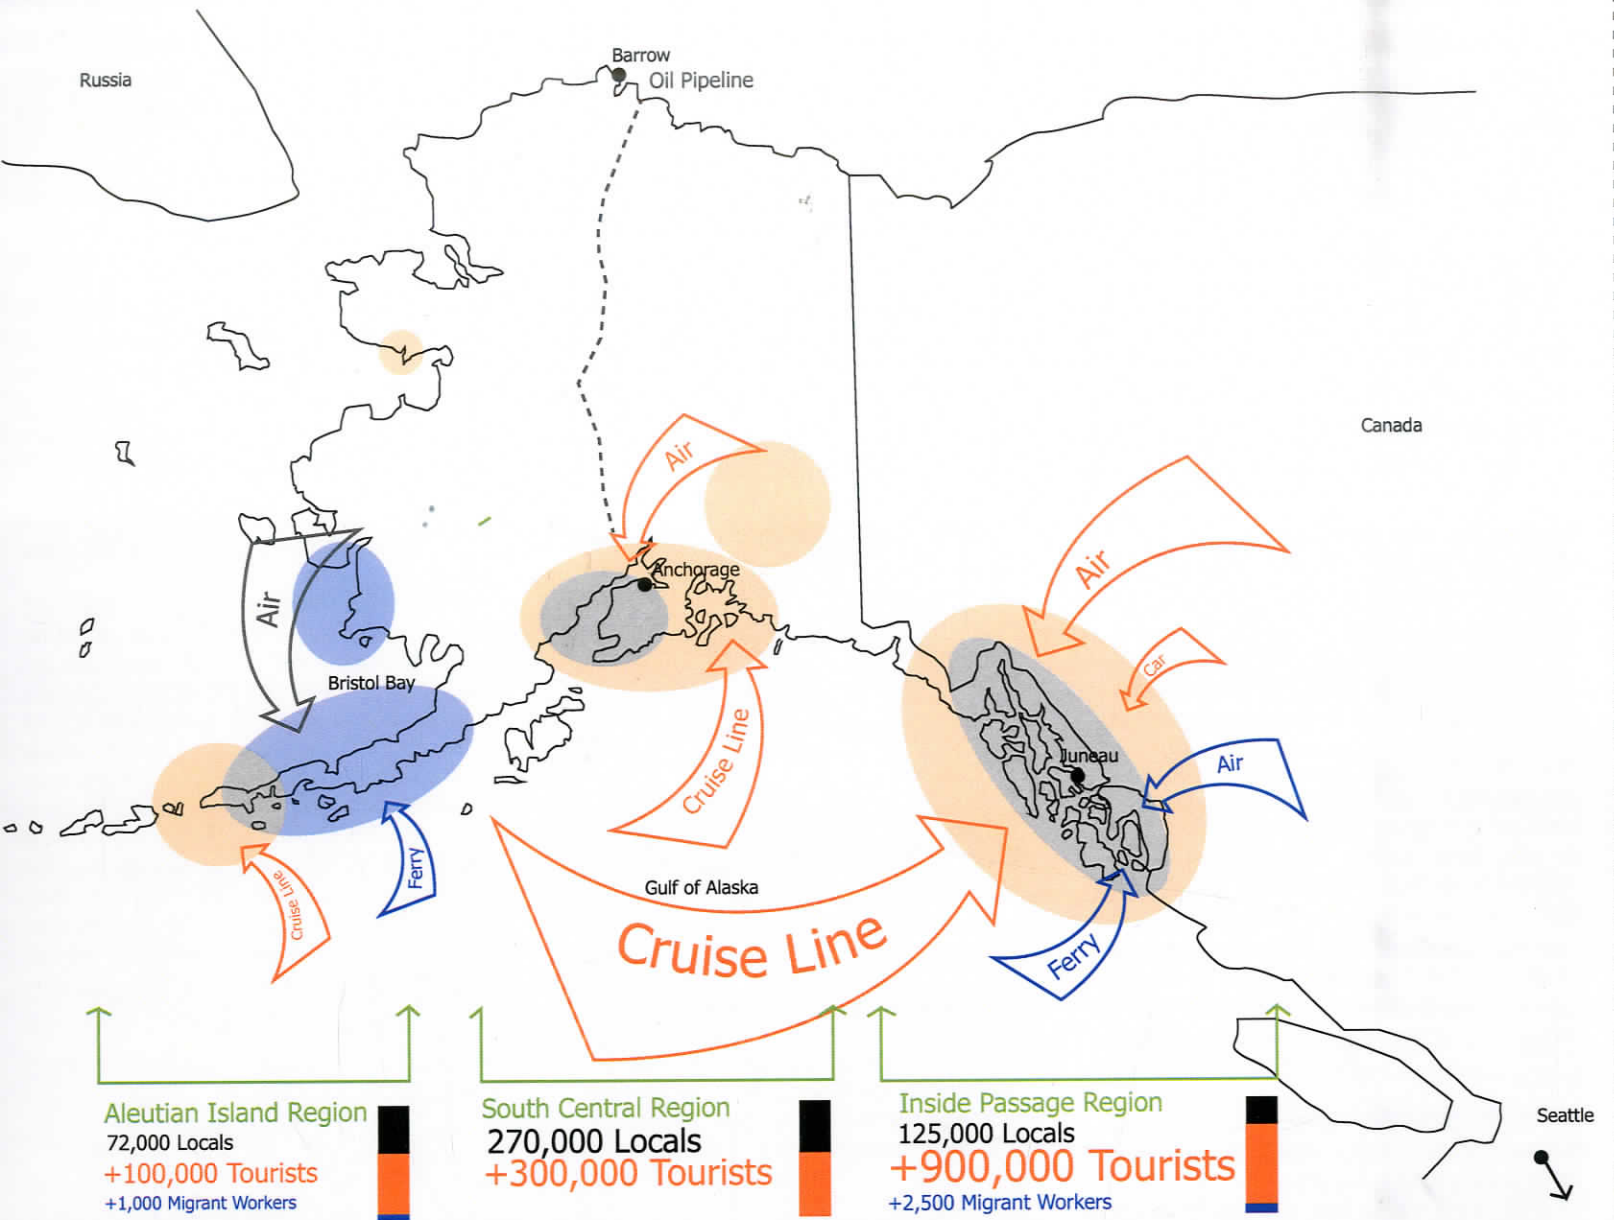 Barrow
Russia
Oil Pipeline
Canada
Air
Air
Anchorage
Air
Air
Car
Bristol Bay
Cruise Line
Juneau
Air
Ferry
Cruise Line
Gulf of Alaska
Cruise Line
Ferry
Aleutian Island Region
72,000 Locals
+100,000 Tourists
+1,000 Migrant Workers
South Central Region
270,000 Locals
+300,000 Tourists
Inside Passage Region
125,000 Locals
+900,000 Tourists
+2,500 Migrant Workers
Seattle